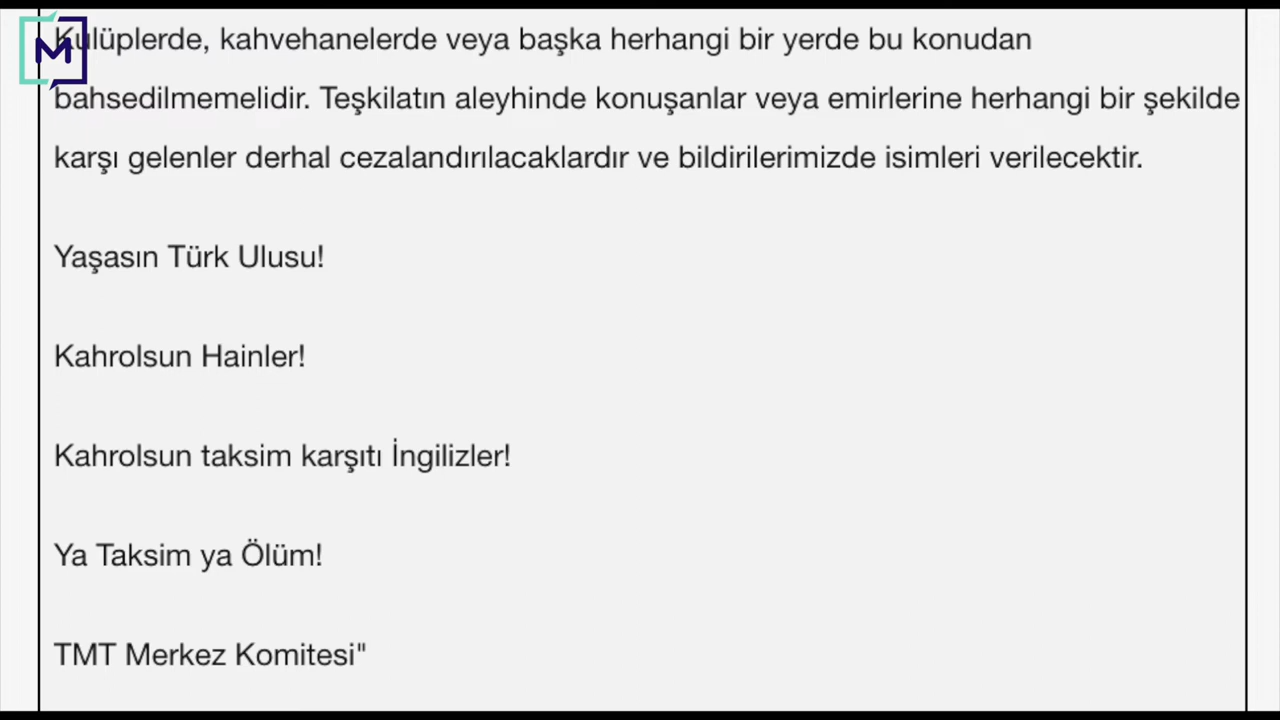 M
Kulüplerde, kahvehanelerde veya başka herhangi bir yerde bu konudan
bahsedilmemelidir. Teşkilatın aleyhinde konuşanlar veya emirlerine herhangi bir şekilde
karşı gelenler derhal cezalandırılacaklardır ve bildirilerimizde isimleri verilecektir.
Yaşasın Türk Ulusu!
Kahrolsun Hainler!
Kahrolsun taksim karşıtı İngilizler!
Ya Taksim ya Ölüm!
TMT Merkez Komitesi"